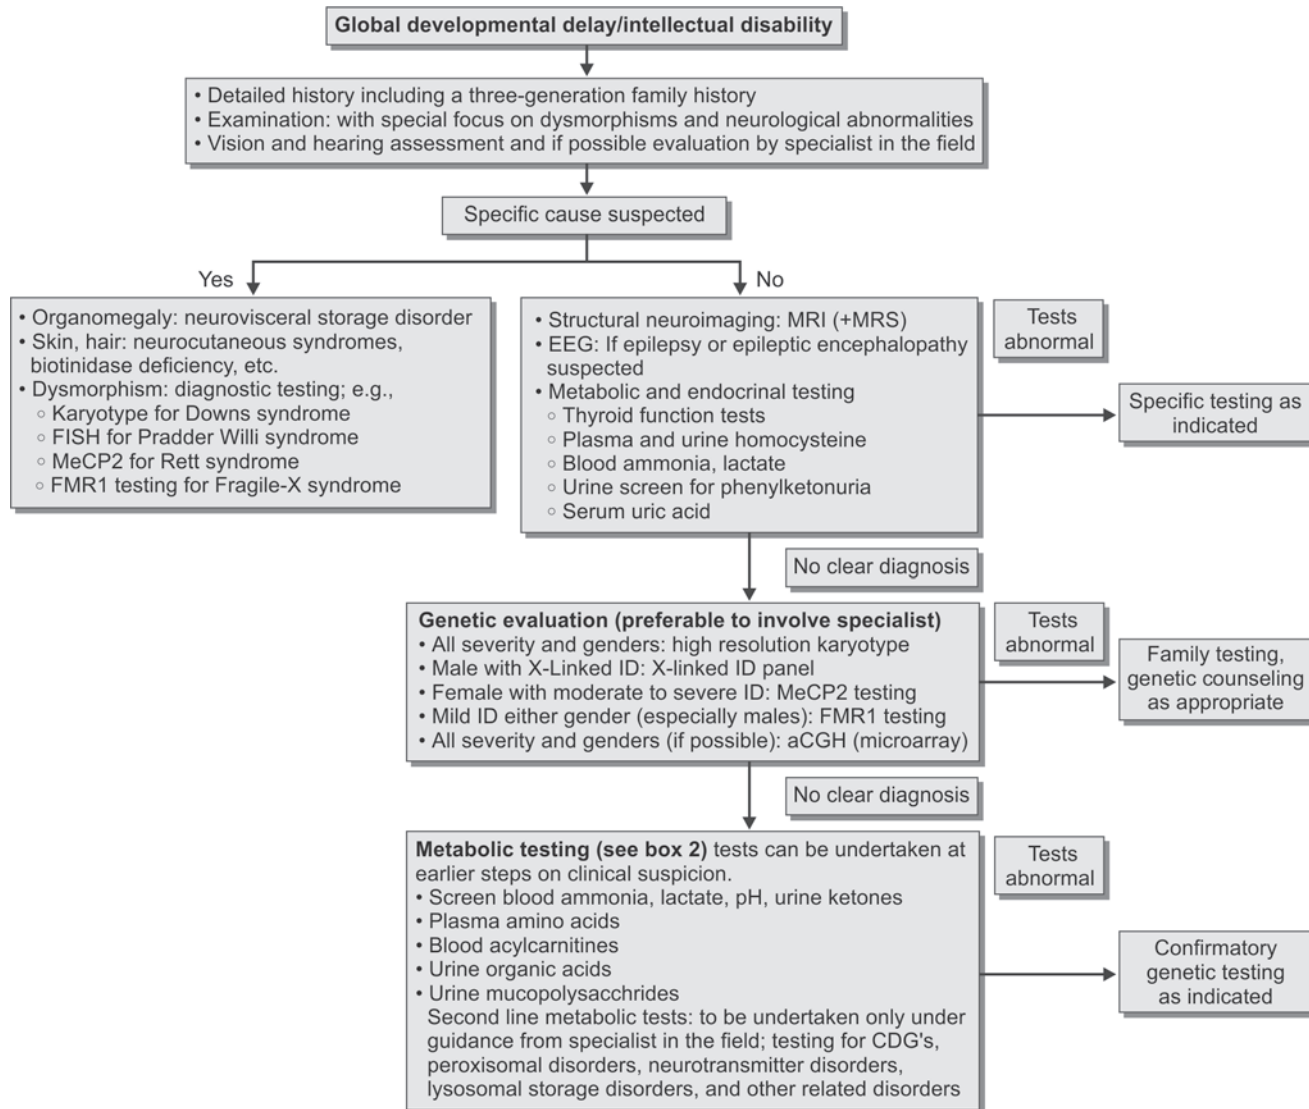 Global developmental delay/intellectual disability
• Detailed history including a three-generation family history
• Examination: with special focus on dysmorphisms and neurological abnormalities
• Vision and hearing assessment and if possible evaluation by specialist in the field
Specific cause suspected
Yes
No
• Organomegaly: neurovisceral storage disorder
• Skin, hair: neurocutaneous syndromes,
biotinidase deficiency, etc.
• Dysmorphism: diagnostic testing; e.g.,
○ Karyotype for Downs syndrome
○ FISH for Pradder Willi syndrome
○ MeCP2 for Rett syndrome
○ FMR1 testing for Fragile-X syndrome
• Structural neuroimaging: MRI (+MRS)
• EEG: If epilepsy or epileptic encephalopathy
suspected
• Metabolic and endocrinal testing
○ Thyroid function tests
○ Plasma and urine homocysteine
○ Blood ammonia, lactate
○ Urine screen for phenylketonuria
○ Serum uric acid
Tests
abnormal
Specific testing as
indicated
No clear diagnosis
Genetic evaluation (preferable to involve specialist)
• All severity and genders: high resolution karyotype
• Male with X-Linked ID: X-linked ID panel
• Female with moderate to severe ID: MeCP2 testing
• Mild ID either gender (especially males): FMR1 testing
• All severity and genders (if possible): aCGH (microarray)
Tests
abnormal
Family testing,
genetic counseling
as appropriate
No clear diagnosis
Metabolic testing (see box 2) tests can be undertaken at
earlier steps on clinical suspicion.
• Screen blood ammonia, lactate, pH, urine ketones
• Plasma amino acids
• Blood acylcarnitines
• Urine organic acids
• Urine mucopolysacchrides
Second line metabolic tests: to be undertaken only under
guidance from specialist in the field; testing for CDG's,
peroxisomal disorders, neurotransmitter disorders,
lysosomal storage disorders, and other related disorders
Tests
abnormal
Confirmatory
genetic testing
as indicated